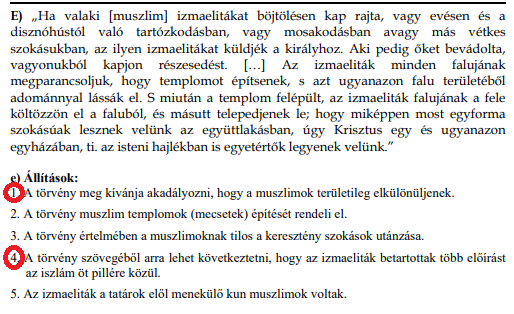 E) „Ha valaki [muszlim] izmaelitákat böjtölésen kap rajta, vagy evésen és a
disznóhústól való tartózkodásban, vagy mosakodásban avagy más vétkes
szokásukban, az ilyen izmaelitákat küldjék a királyhoz. Aki pedig őket bevádolta,
vagyonukból kapjon részesedést. […] Az izmaeliták minden falujának
megparancsoljuk, hogy templomot építsenek, s azt ugyanazon falu területéből
adománnyal lássák el. S miután a templom felépült, az izmaeliták falujának a fele
költözzön el a faluból, és másutt telepedjenek le; hogy miképpen most egyforma
szokásúak lesznek velünk az együttlakásban, úgy Krisztus egy és ugyanazon
egyházában, ti. az isteni hajlékban is egyetértők legyenek velünk.”
e) Állítások:
1. A törvény meg kívánja akadályozni, hogy a muszlimok területileg elkülönüljenek.
2. A törvény muszlim templomok (mecsetek) építését rendeli el.
3. A törvény értelmében a muszlimoknak tilos a keresztény szokások utánzása.
4. A törvény szövegéből arra lehet következtetni, hogy az izmaeliták betartottak több előírást
az iszlám öt pillére közül.
5. Az izmaeliták a tatárok elől menekülő kun muszlimok voltak.